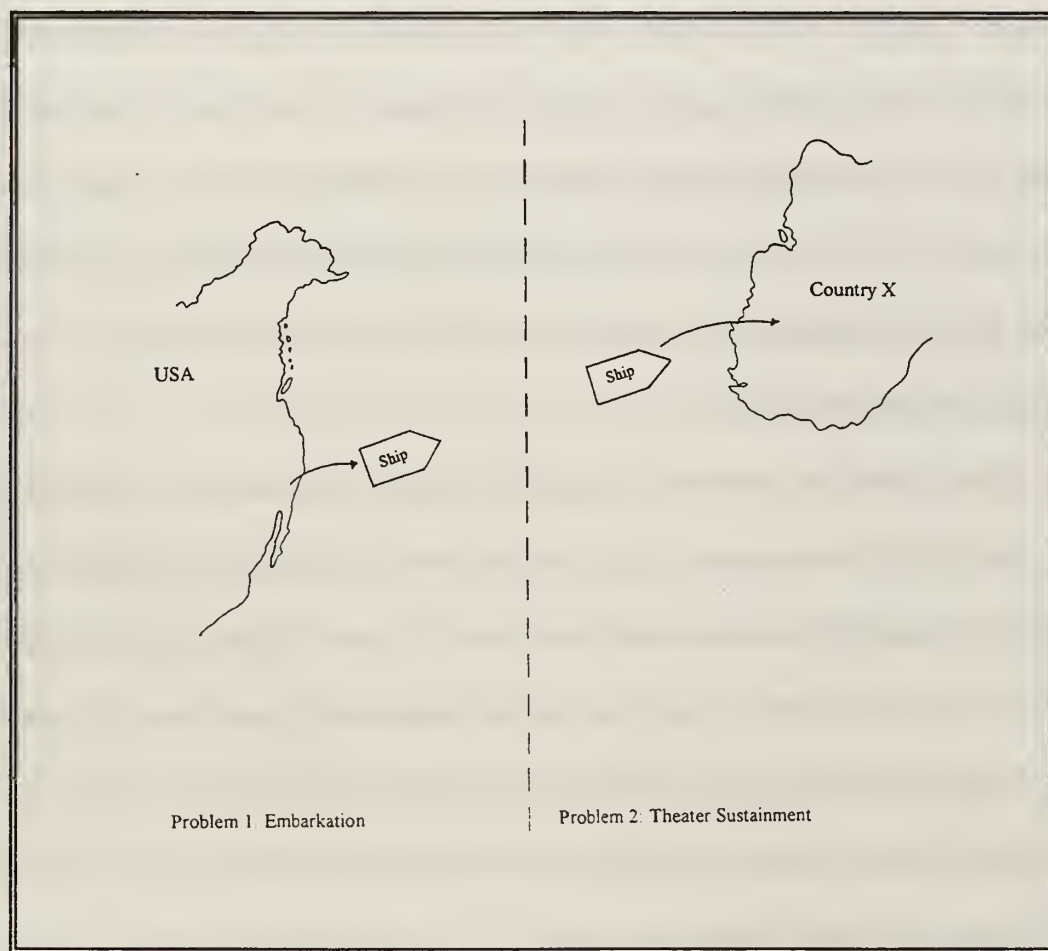 USA
Ship
Problem 1: Embarkation
Country X
Ship
Problem 2: Theater Sustainment